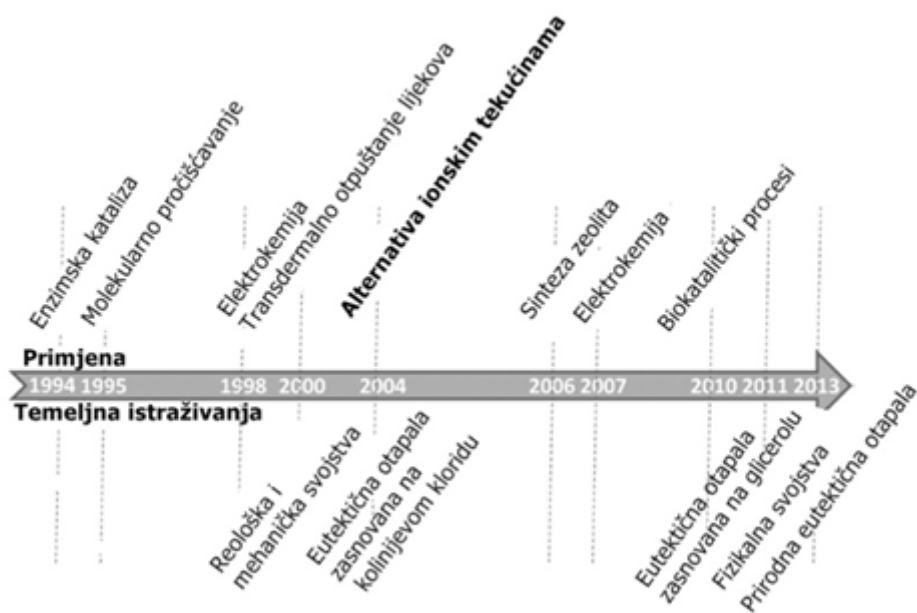 Enzimska kataliza
Molekularno pročišćavanje
Elektrokemija
Transdermalno otpuštanje lijekova
Alternativa ionskim tekućinama
Sinteza zeolita
Elektrokemija
Biokatalitički procesi
Primjena
1994 1995 1998 2000 2004 2006 2007 2010 2011 2013
Temeljna istraživanja
Reološka i
mehanička svojstva
Eutektična otapala
zasnovana na
kolinijevom kloridu
Eutektična otapala
zasnovana na glicerolu
Fizikalna svojstva
Prirodna eutektična otapala